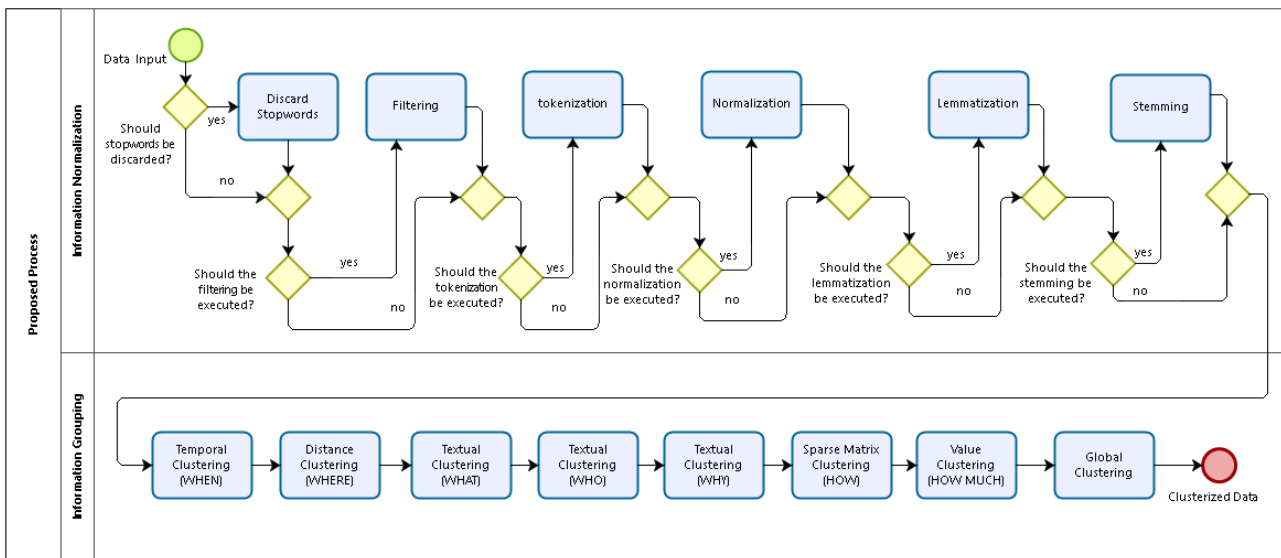 Proposed Process
Information Normalization
Data Input
Should
stopwords be
discarded?
yes
no
Discard
Stopwords
Should the
filtering be
executed?
yes
no
Filtering
Should the
tokenization
be executed?
yes
no
tokenization
Should the
normalization
be executed?
yes
no
Normalization
Should the
lemmatization
be executed?
yes
no
Lemmatization
Should the
stemming be
executed?
yes
no
Stemming
Information Grouping
Temporal
Clustering
(WHEN)
Distance
Clustering
(WHERE)
Textual
Clustering
(WHAT)
Textual
Clustering
(WHO)
Textual
Clustering
(WHY)
Sparse Matrix
Clustering
(HOW)
Value
Clustering
(HOW MUCH)
Global
Clustering
Clusterized Data